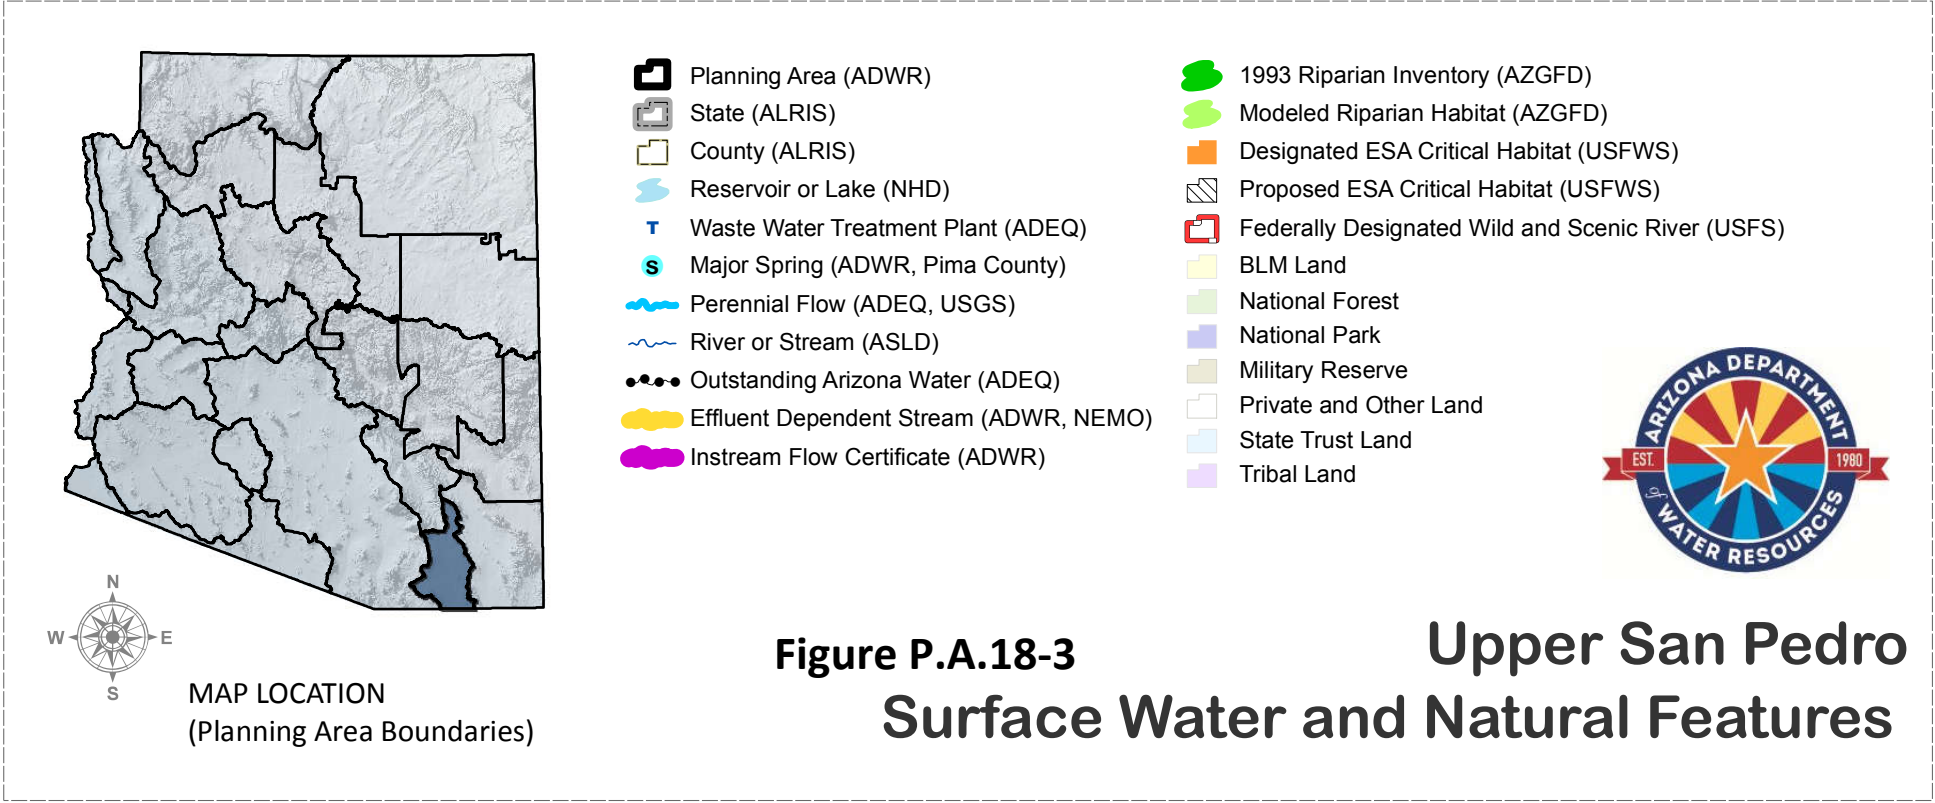 Planning Area (ADWR)
State (ALRIS)
County (ALRIS)
Reservoir or Lake (NHD)
T Waste Water Treatment Plant (ADEQ)
S Major Spring (ADWR, Pima County)
Perennial Flow (ADEQ, USGS)
River or Stream (ASLD)
Outstanding Arizona Water (ADEQ)
Effluent Dependent Stream (ADWR, NEMO)
Instream Flow Certificate (ADWR)
1993 Riparian Inventory (AZGFD)
Modeled Riparian Habitat (AZGFD)
Designated ESA Critical Habitat (USFWS)
Proposed ESA Critical Habitat (USFWS)
Federally Designated Wild and Scenic River (USFS)
BLM Land
National Forest
National Park
Military Reserve
Private and Other Land
State Trust Land
Tribal Land
ARIZONA DEPARTMENT
EST. 1980
of WATER RESOURCES
N
W E
S
MAP LOCATION
(Planning Area Boundaries)
Figure P.A.18-3
Upper San Pedro
Surface Water and Natural Features